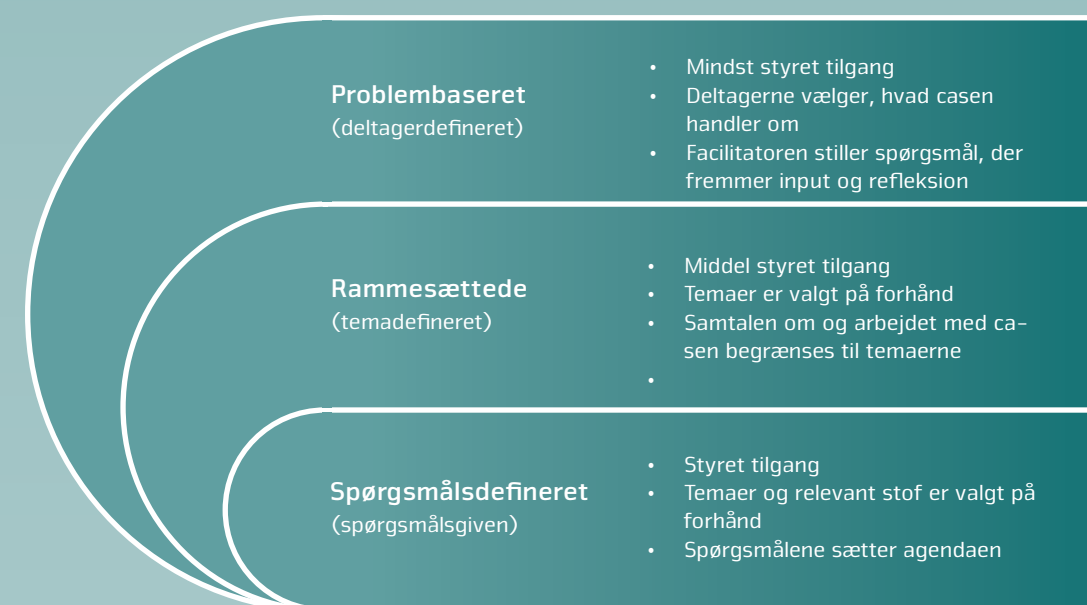 Problembaseret
(deltagerdefineret)
• Mindst styret tilgang
• Deltagerne vælger, hvad casen
handler om
• Facilitatoren stiller spørgsmål, der
fremmer input og refleksion
Rammesættede
(temadefineret)
• Middel styret tilgang
• Temaer er valgt på forhånd
• Samtalen om og arbejdet med ca-
sen begrænses til temaerne
•
Spørgsmålsdefineret
(spørgsmålsgiven)
• Styret tilgang
• Temaer og relevant stof er valgt på
forhånd
• Spørgsmålene sætter agendaen